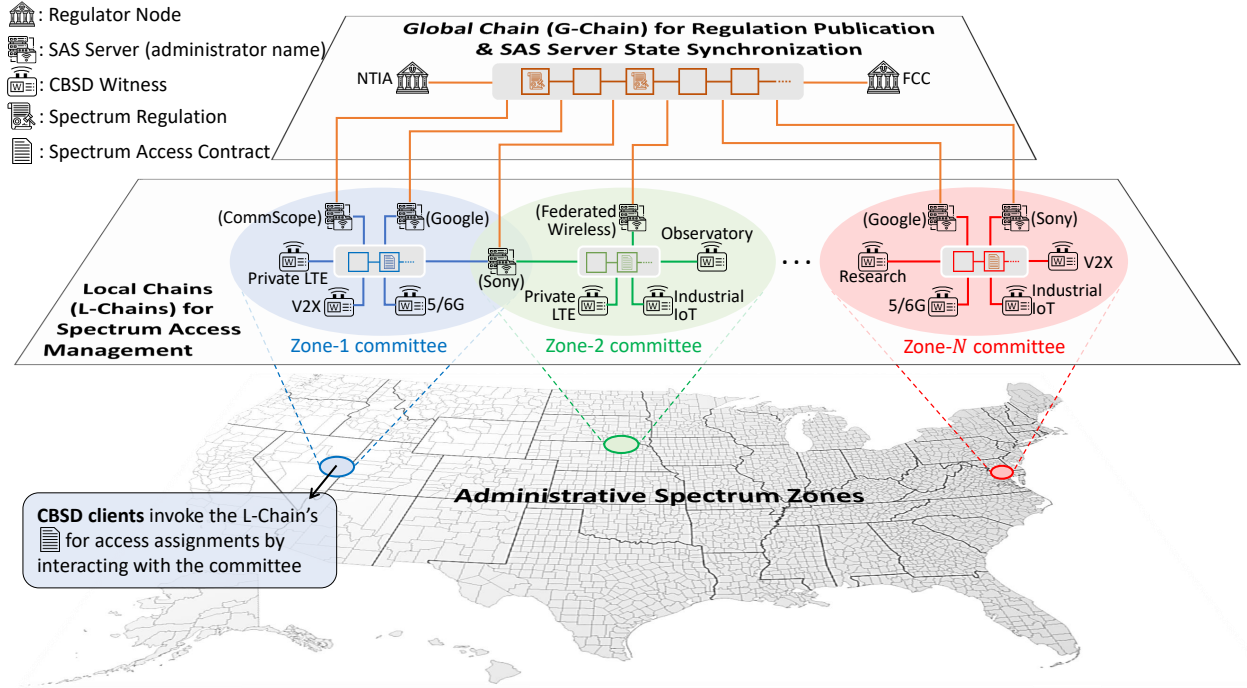 : Regulator Node
: SAS Server (administrator name)
: CBSD Witness
: Spectrum Regulation
: Spectrum Access Contract
Global Chain (G-Chain) for Regulation Publication
& SAS Server State Synchronization
NTIA
FCC
(CommScope)
(Google)
Private LTE
V2X
5/6G
(Sony)
Zone-1 committee
(Federated
Wireless)
Observatory
Private
LTE
Industrial
IoT
Zone-2 committee
...
(Google)
(Sony)
Research
V2X
5/6G
Industrial
IoT
Zone-N committee
Local Chains
(L-Chains) for
Spectrum Access
Management
Administrative Spectrum Zones
CBSD clients invoke the L-Chain's
for access assignments by
interacting with the committee